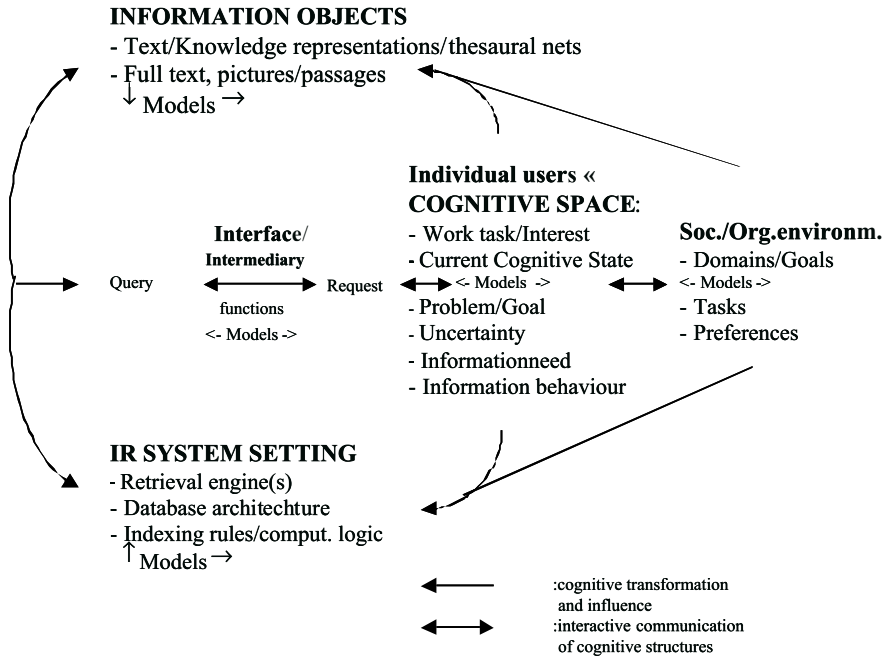 INFORMATION OBJECTS
- Text/Knowledge representations/thesaural nets
- Full text, pictures/passages
↓ Models →
Individual users «
COGNITIVE SPACE:
- Work task/Interest
- Current Cognitive State
<- Models ->
- Problem/Goal
- Uncertainty
- Informationneed
- Information behaviour
Soc./Org.environm.
- Domains/Goals
<- Models ->
- Tasks
- Preferences
Interface/
Intermediary
functions
<- Models ->
Query
Request
IR SYSTEM SETTING
- Retrieval engine(s)
- Database architechture
- Indexing rules/comput. logic
↑ Models →
:cognitive transformation
and influence
:interactive communication
of cognitive structures